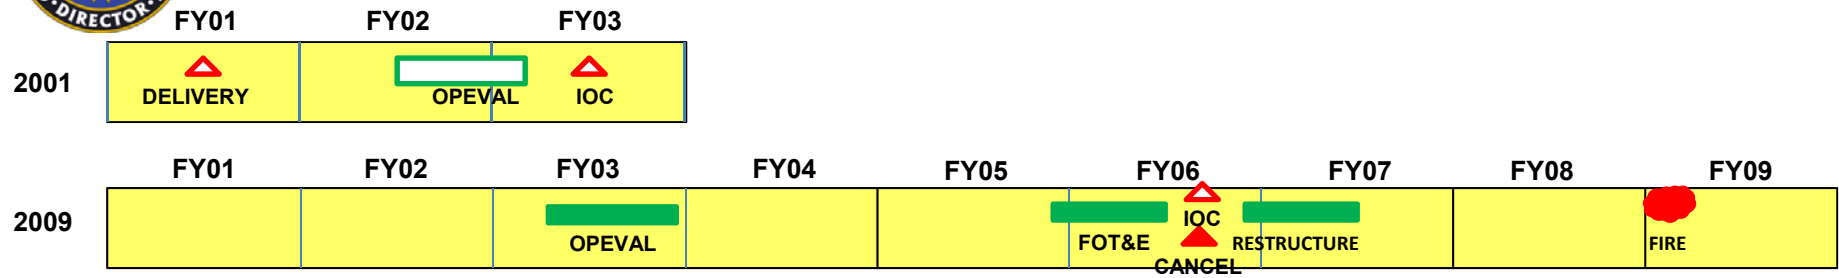 DIRECTOR
FY01 FY02 FY03
2001
DELIVERY OPEVAL IOC
FY01 FY02 FY03 FY04 FY05 FY06 FY07 FY08 FY09
2009
IOC
OPEVAL FOT&E RESTRUCTURE FIRE
CANCEL